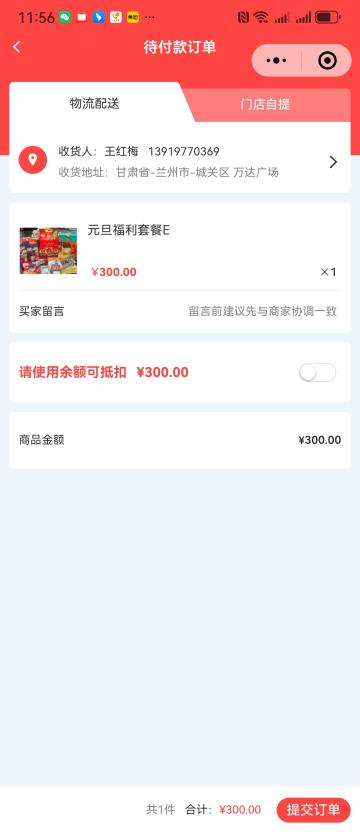 11:56
待付款订单
物流配送
门店自提
收货人：王红梅 13919770369
收货地址：甘肃省-兰州市-城关区 万达广场
元旦福利套餐E
¥300.00
×1
买家留言
留言前建议先与商家协调一致
请使用余额可抵扣 ¥300.00
商品金额
¥300.00
共1件 合计：¥300.00
提交订单